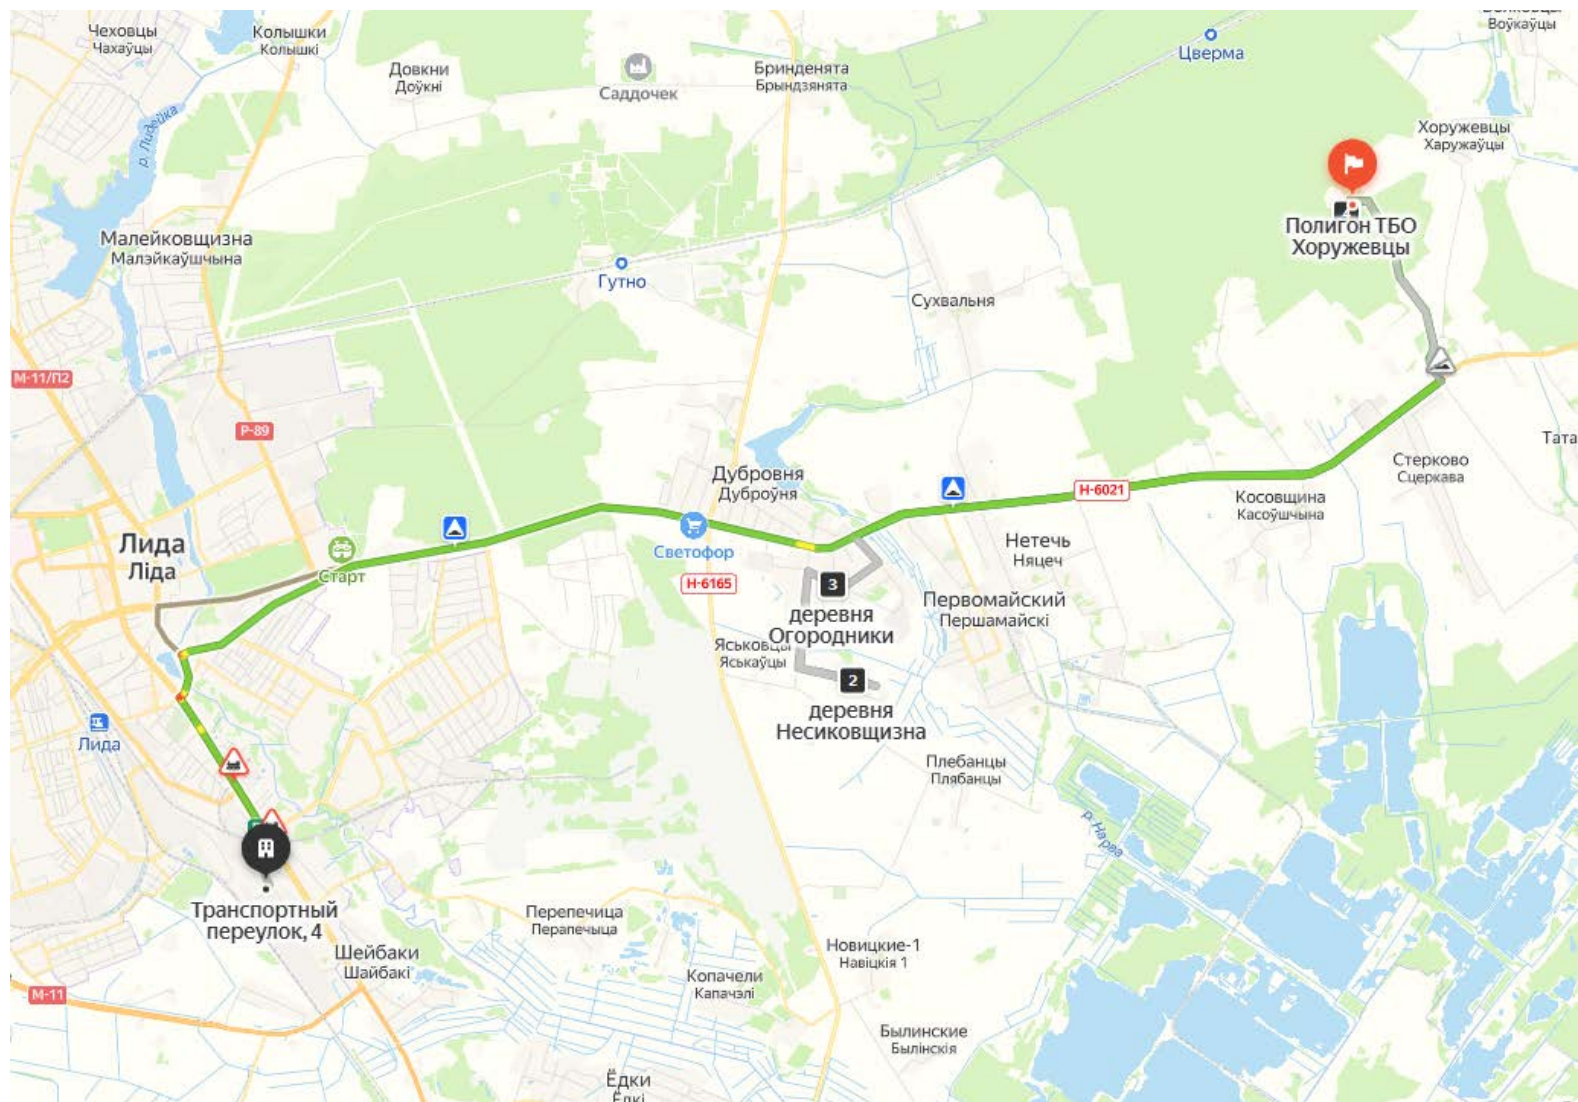 Чеховцы
Чахаўцы
Колышки
Колышкі
р. Лидейка
Довкни
Доўкні
Саддочек
Бринденята
Брындзянята
Цверма
Воўкаўцы
Хоружевцы
Харужаўцы
Полигон ТБО
Хоружевцы
Малейковщизна
Малэйкаўшчына
Гутно
Сухвальня
М-11/П2
Р-89
Дубровня
Дуброўня
Н-6021
Стерково
Сцеркава
Тата
Косовщина
Касоўшчына
Лида
Ліда
Старт
Светофор
Н-6165
Нетечь
Няцеч
3
деревня
Огородники
Первомайский
Першамайскі
Яськовцы
Яськаўцы
2
деревня
Несиковщизна
Лида
Плебанцы
Плябанцы
р. Нарва
Транспортный
переулок, 4
Перепечица
Перапечыца
Шейбаки
Шайбакі
Новицкие-1
Навіцкія 1
Копачели
Капачэлі
М-11
Былинские
Былінскія
Ёдки
Ёдкі